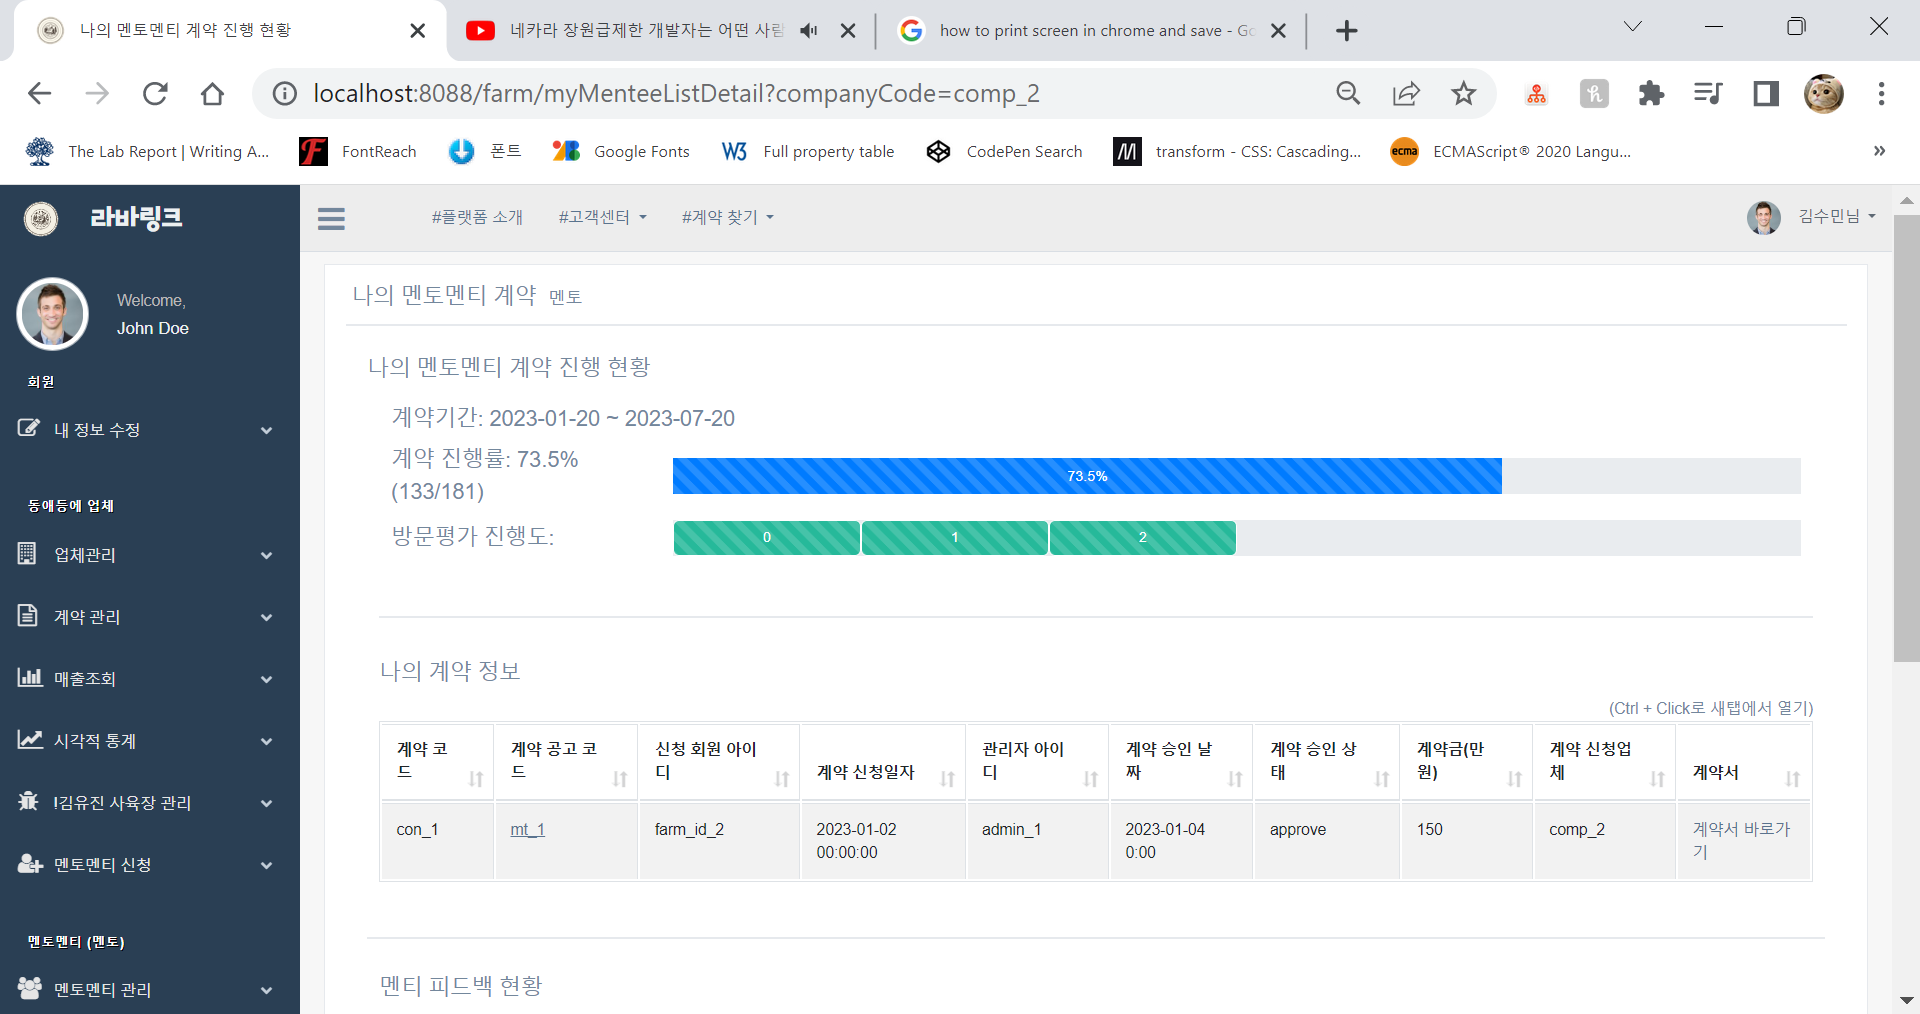 나의 멘토멘티 계약 진행 현황
네카라 장원급제한 개발자는 어떤 사람
how to print screen in chrome and save - Go
localhost:8088/farm/myMenteeListDetail?companyCode=comp_2
The Lab Report | Writing A...
FontReach
폰트
Google Fonts
W3
Full property table
CodePen Search
transform - CSS: Cascading...
ecma
ECMAScript® 2020 Langu...
»
라바링크
#플랫폼 소개
#고객센터
#계약 찾기
김수민님
Welcome,
John Doe
회원
내 정보 수정
동애등에 업체
업체관리
계약 관리
매출조회
시각적 통계
!김유진 사육장 관리
멘토멘티 신청
멘토멘티 (멘토)
멘토멘티 관리
나의 멘토멘티 계약 멘토
나의 멘토멘티 계약 진행 현황
계약기간: 2023-01-20 ~ 2023-07-20
계약 진행률: 73.5%
(133/181)
73.5%
방문평가 진행도:
0
1
2
나의 계약 정보
(Ctrl + Click로 새탭에서 열기)
계약 코
드
계약 공고 코
드
신청 회원 아이
디
계약 신청일자
관리자 아이
디
계약 승인 날
짜
계약 승인 상
태
계약금(만
원)
계약 신청업
체
계약서
con_1
mt_1
farm_id_2
2023-01-02
00:00:00
admin_1
2023-01-04
0:00
approve
150
comp_2
계약서 바로가
기
멘티 피드백 현황